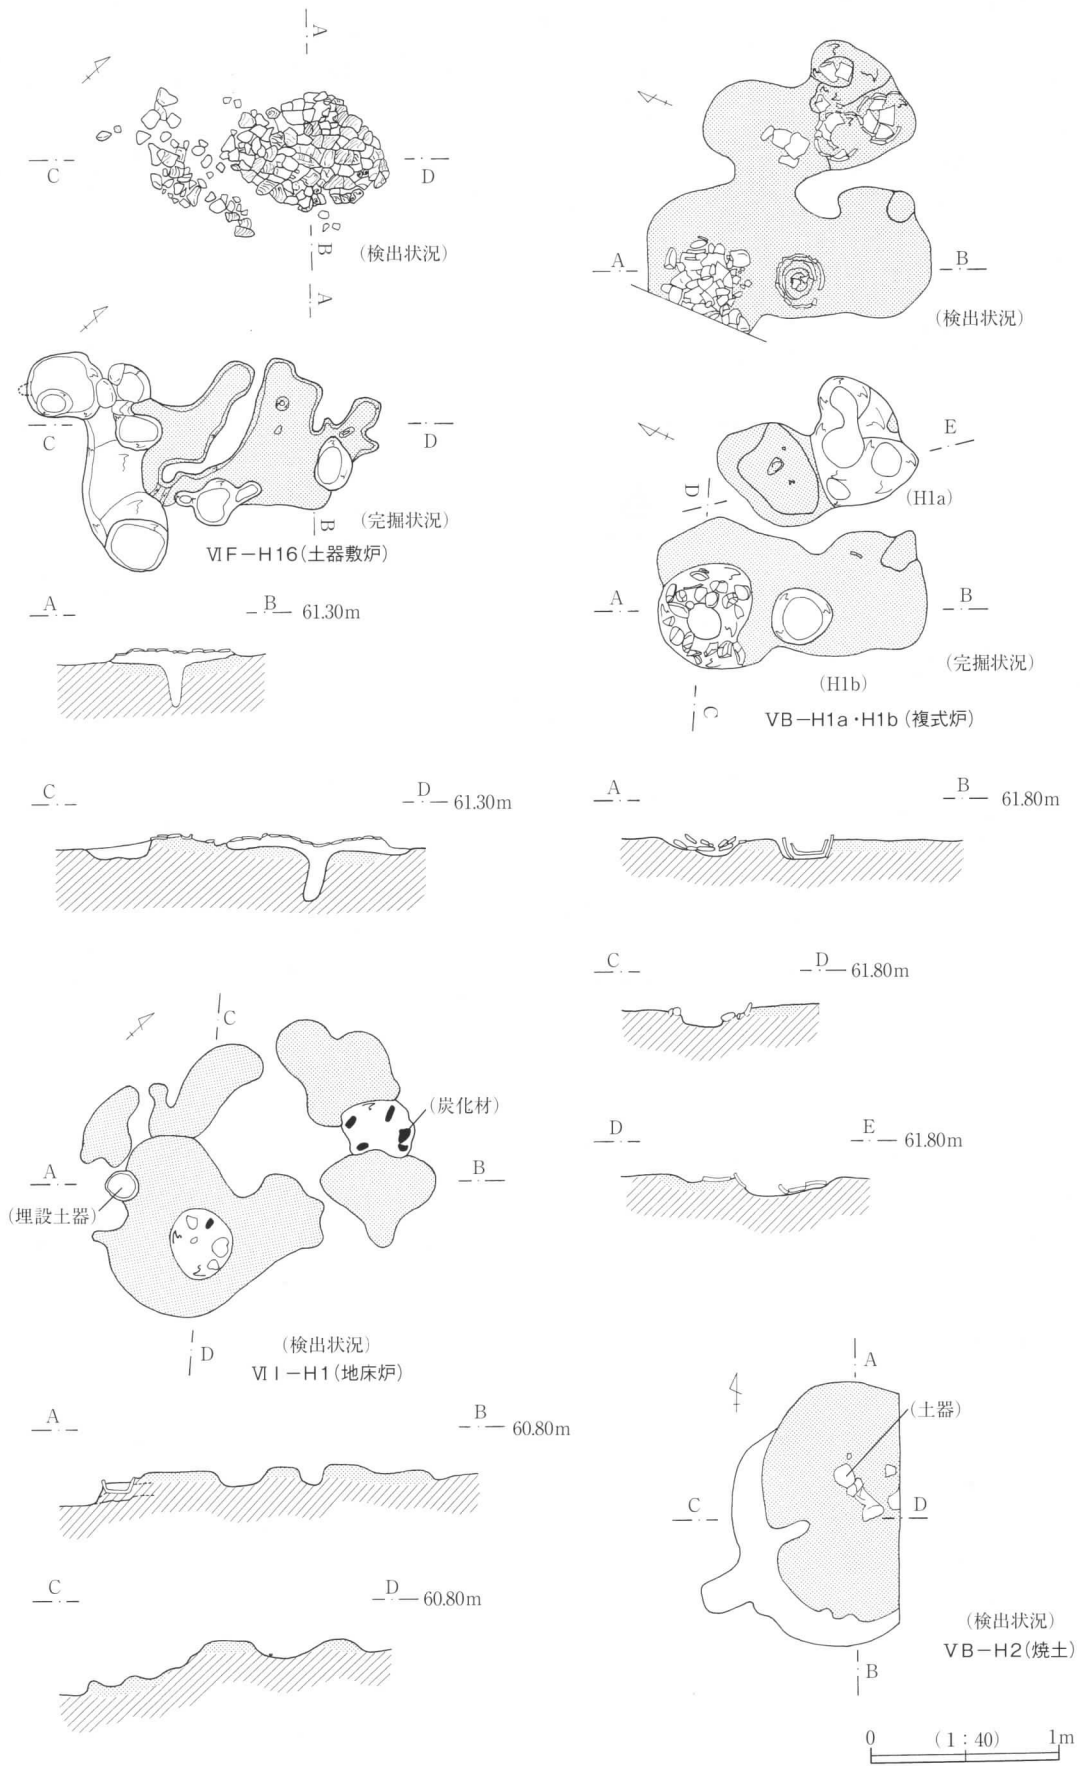 A
C
D
B
(検出状況)
A
C
D
B
(完掘状況)
ⅥF−H16(土器敷炉)
A
B
61.30m
C
D
61.30m
A
B
(検出状況)
E
(H1a)
D
A
B
(完掘状況)
(H1b)
C
ⅤB−H1a・H1b(複式炉)
A
B
61.80m
C
D
61.80m
D
E
61.80m
C
(炭化材)
A
B
(埋設土器)
D
(検出状況)
ⅥI−H1(地床炉)
A
B
60.80m
C
D
60.80m
A
(土器)
C
D
(検出状況)
ⅤB−H2(焼土)
B
0 (1:40) 1m